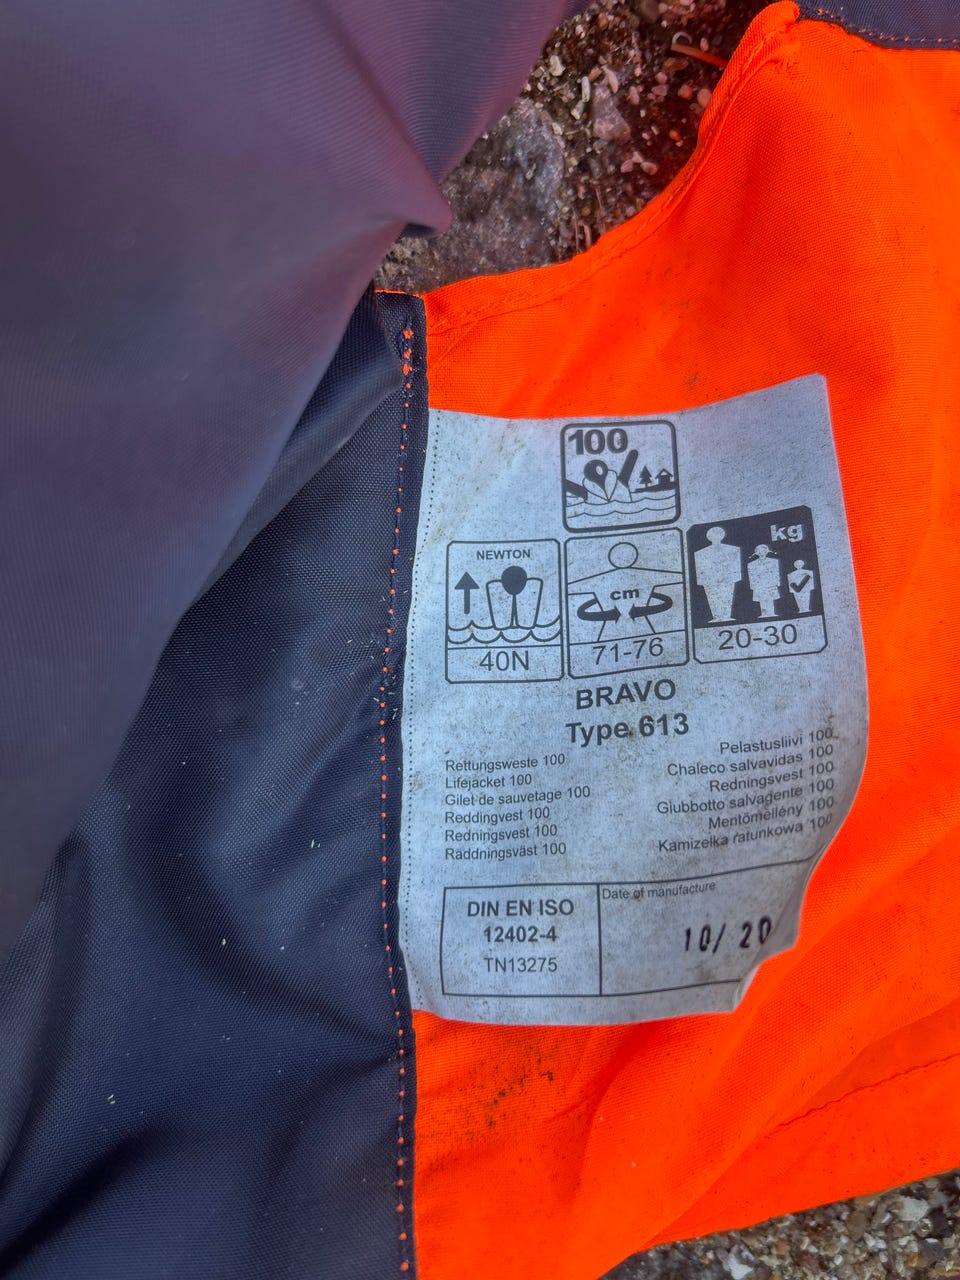 100
NEWTON
40N
cm
71-76
kg
20-30
BRAVO
Type 613
Rettungsweste 100
Lifejacket 100
Gilet de sauvetage 100
Reddingvest 100
Redningsvest 100
Räddningsväst 100
Pelastusliivi 100
Chaleco salvavidas 100
Redningsvest 100
Giubbotto salvagente 100
Mentőmellény 100
Kamizelka ratunkowa 100
DIN EN ISO
12402-4
TN13275
Date of manufacture
10/ 20